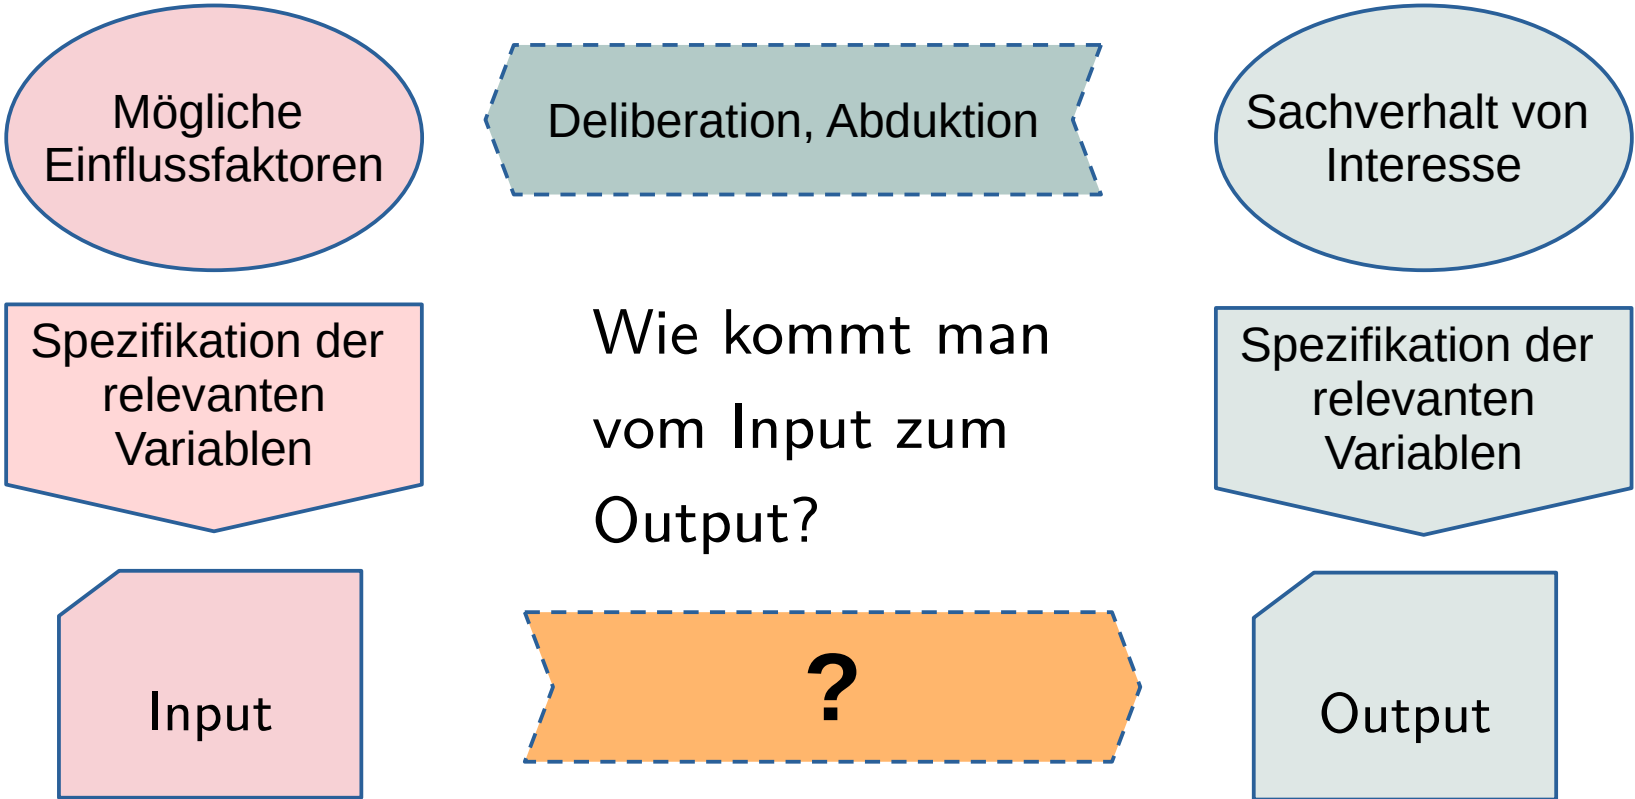 Mögliche
Einflussfaktoren
Deliberation, Abduktion
Sachverhalt von
Interesse
Spezifikation der
relevanten
Variablen
Wie kommt man
vom Input zum
Output?
Spezifikation der
relevanten
Variablen
Input
?
Output